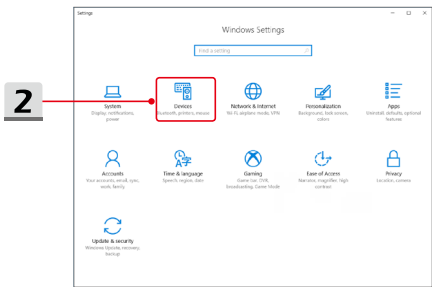 Settings
Windows Settings
Find a setting
2
System
Display, notifications,
power
Devices
Bluetooth, printers, mouse
Network & Internet
Wi-Fi, airplane mode, VPN
Personalization
Background, lock screen,
colors
Apps
Uninstall, defaults, optional
features
Accounts
Your accounts, email, sync,
work, family
Time & language
Speech, region, date
Gaming
Game bar, DVR,
broadcasting, Game Mode
Ease of Access
Narrator, magnifier, high
contrast
Privacy
Location, camera
Update & security
Windows Update, recovery,
backup